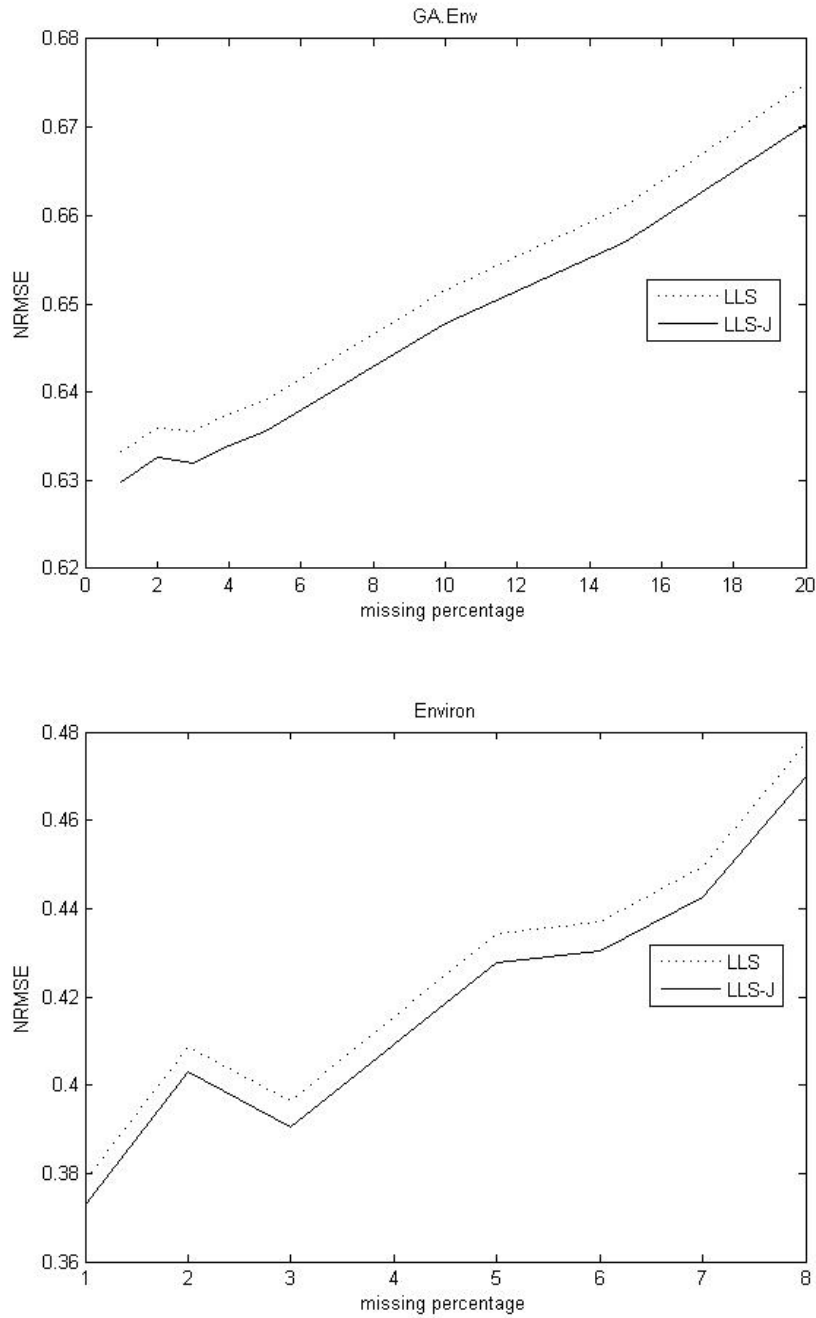 GA.Env
0.68
0.67
0.66
0.65
0.64
0.63
0.62
NRMSE
LLS
LLS-J
0 2 4 6 8 10 12 14 16 18 20
missing percentage
Environ
0.48
0.46
0.44
0.42
0.4
0.38
0.36
NRMSE
LLS
LLS-J
1 2 3 4 5 6 7 8
missing percentage